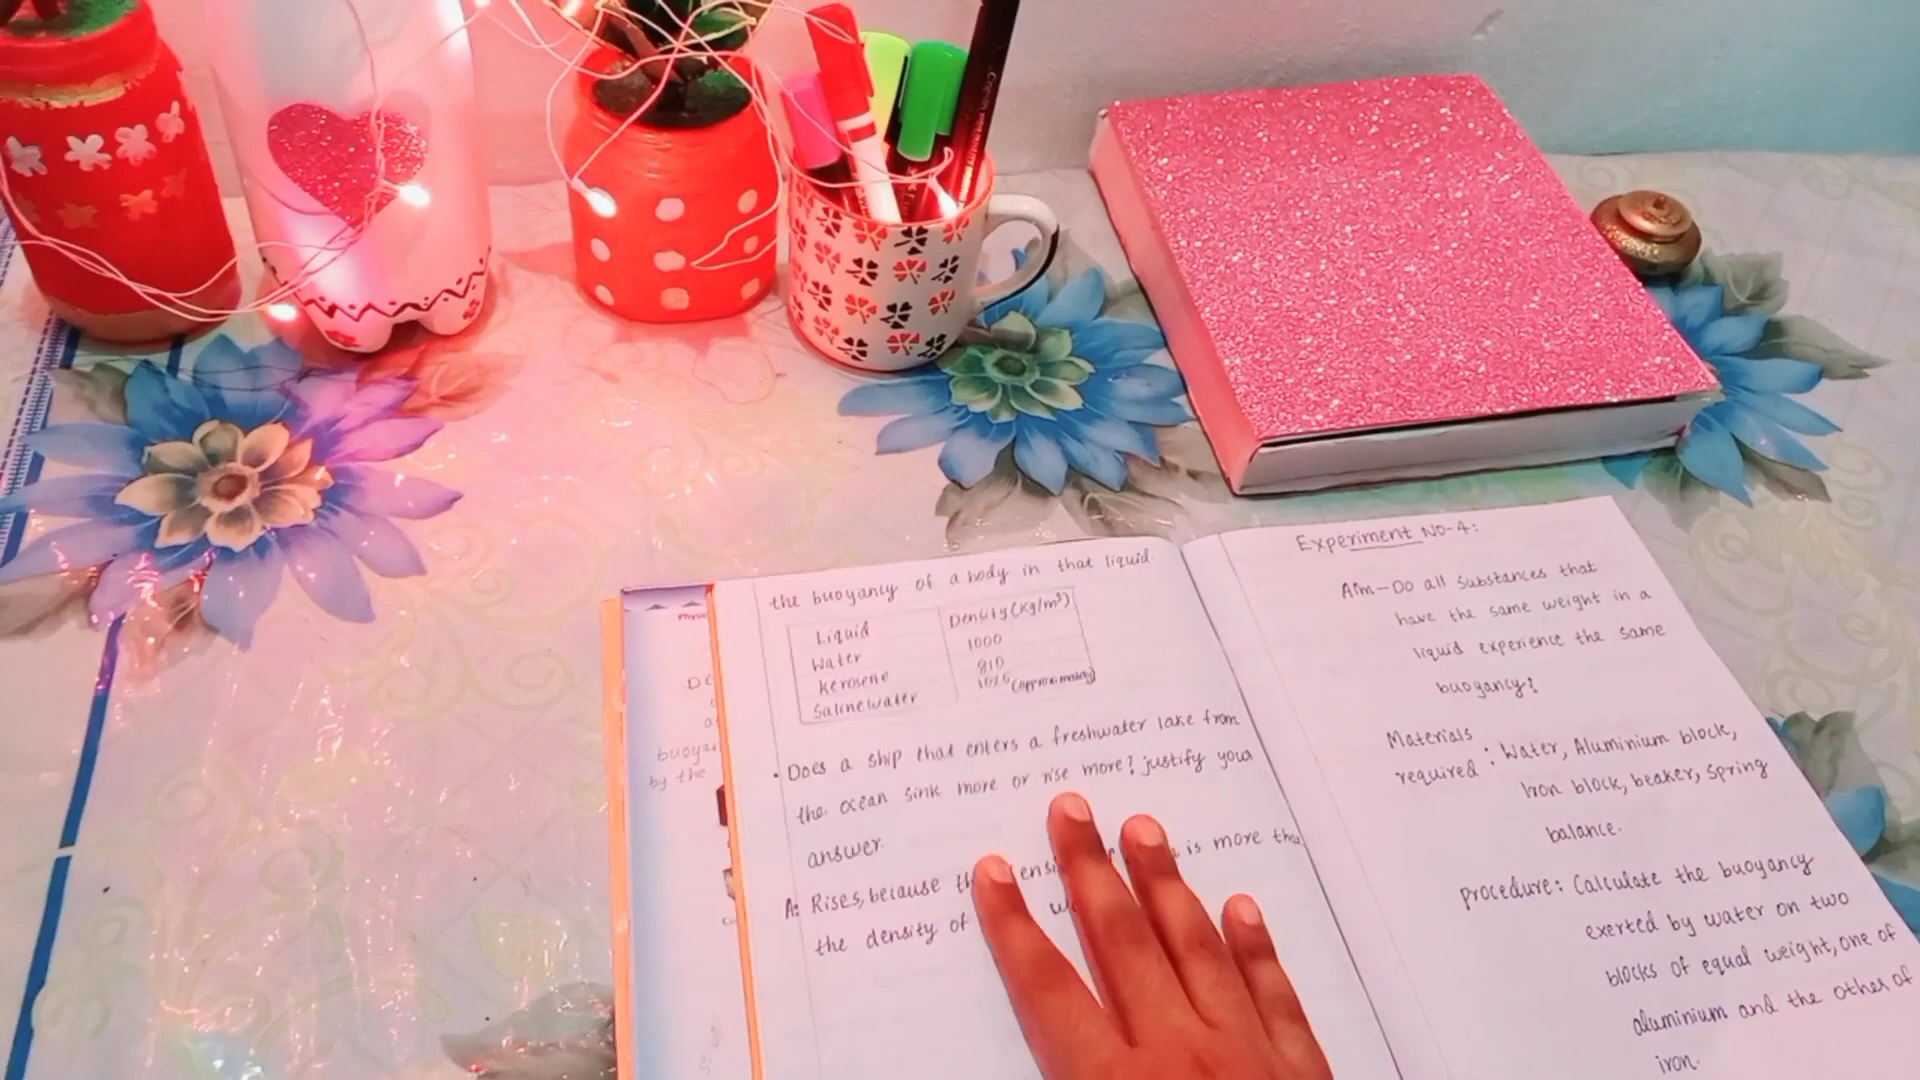 the buoyancy of a body in that liquid.
Liquid Density (Kg/m³)
Water 1000
Kerosene 810
Saline water 1026 (approximately)
• Does a ship that enters a freshwater lake from
the ocean sink more or rise more? justify your
answer.
A: Rises, because is more than
the density of
Experiment NO-4:
Aim - Do all substances that
have the same weight in a
liquid experience the same
buoyancy?
Materials
required : Water, Aluminium block,
Iron block, beaker, spring
balance.
procedure: Calculate the buoyancy
exerted by water on two
blocks of equal weight, one of
aluminium and the other of
iron.
by the